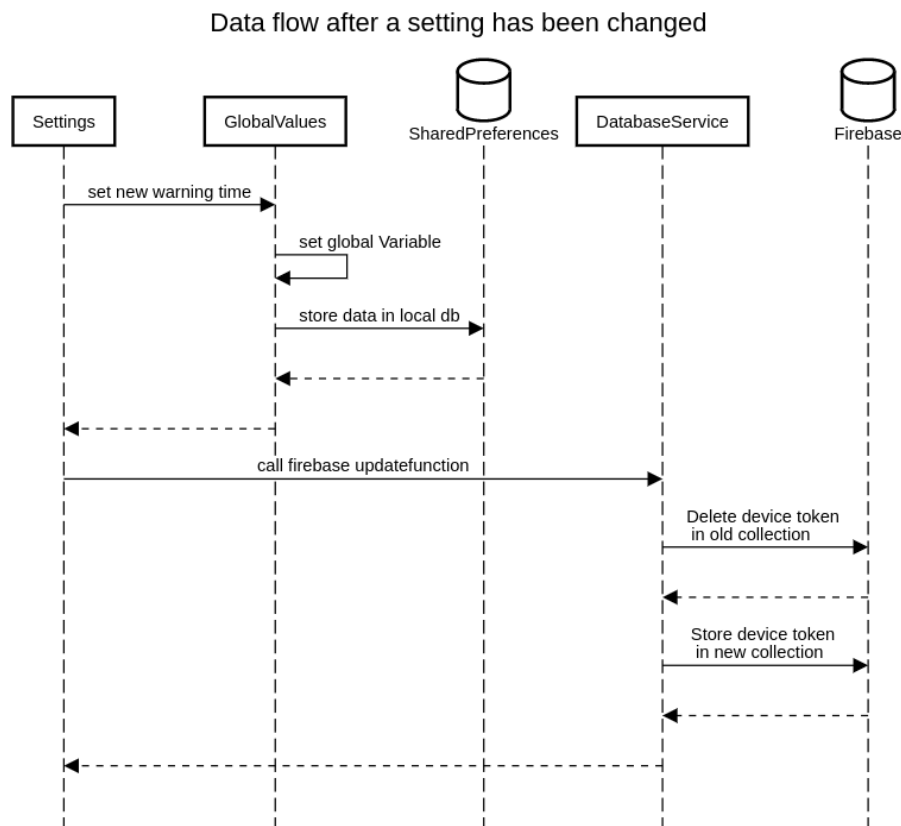 Data flow after a setting has been changed
Settings
GlobalValues
SharedPreferences
DatabaseService
Firebase
set new warning time
set global Variable
store data in local db
call firebase updatefunction
Delete device token
in old collection
Store device token
in new collection